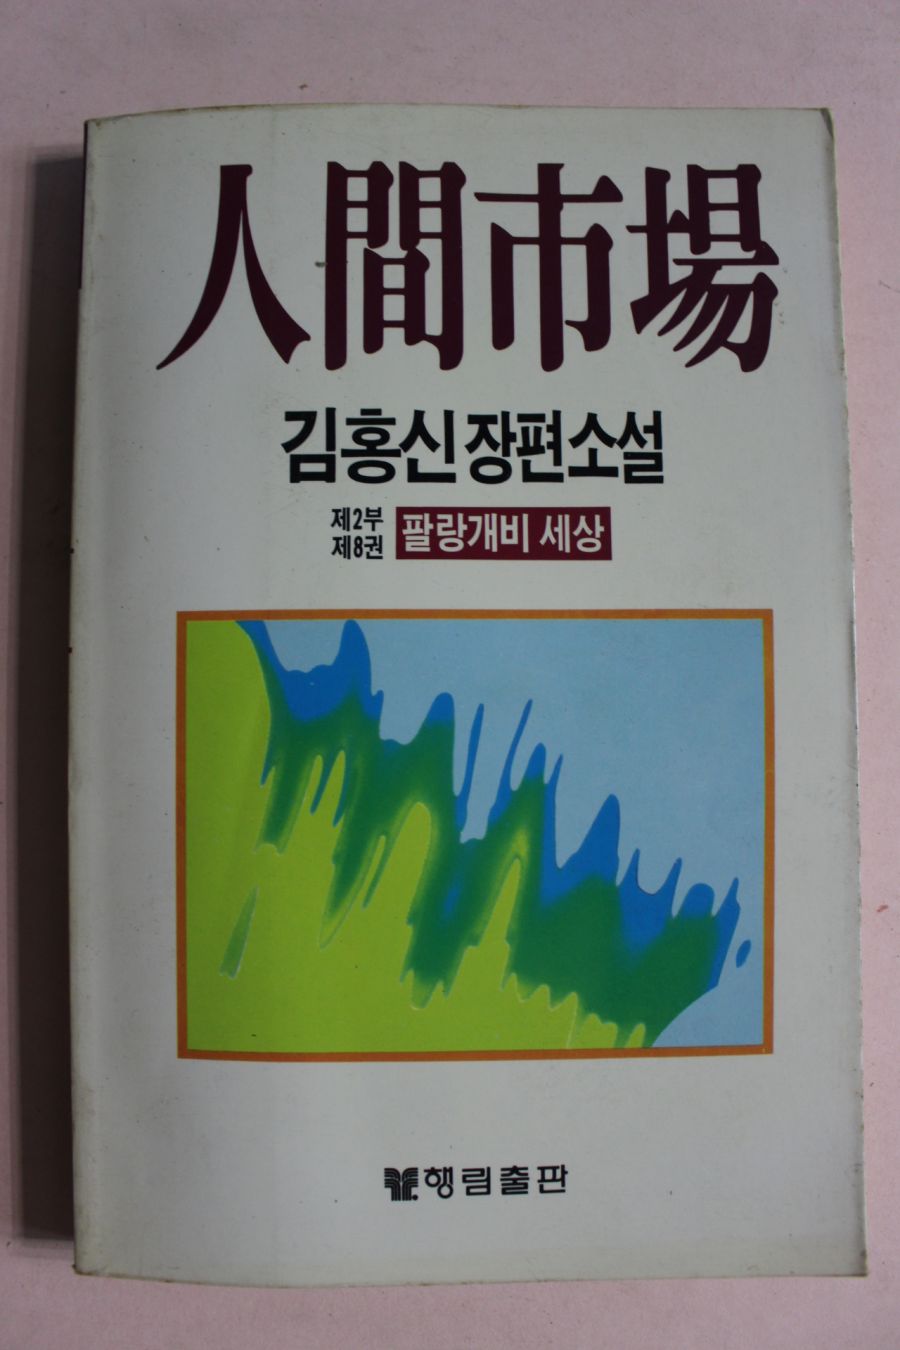 人間市場
김홍신 장편소설
제2부
제8권
팔랑개비 세상
행림출판